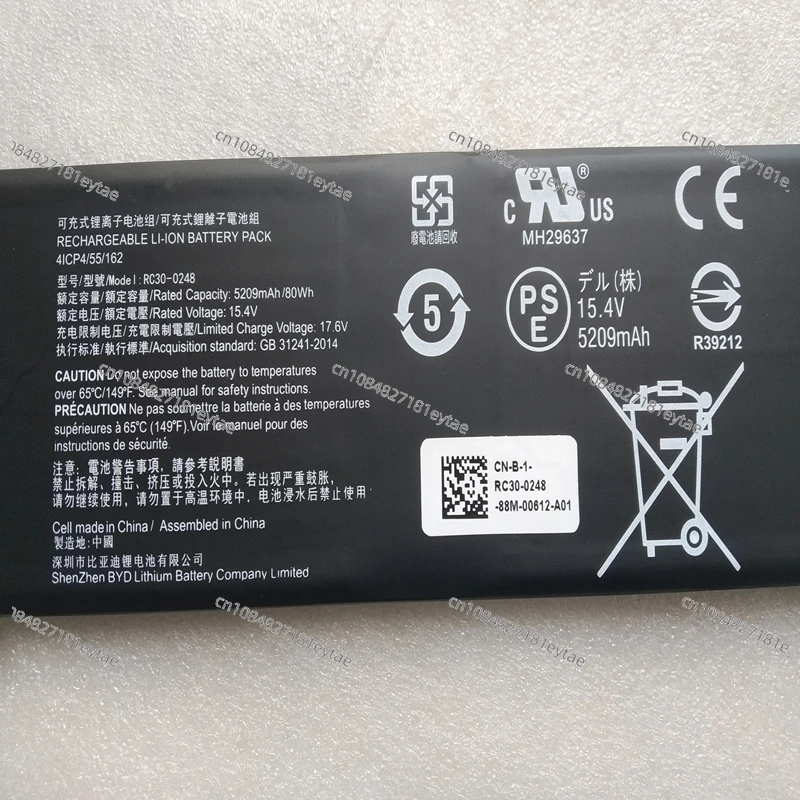 可充式锂离子电池组/可充式鋰離子電池組
RECHARGEABLE LI-ION BATTERY PACK
4ICP4/55/162
型号/型號/Model: RC30-0248
额定容量/額定容量/Rated Capacity: 5209mAh/80Wh
额定电压/額定電壓/Rated Voltage: 15.4V
充电限制电压/充電限制電壓/Limited Charge Voltage: 17.6V
执行标准/執行標準/Acquisition standard: GB 31241-2014
CAUTION Do not expose the battery to temperatures
over 65℃/149℉. See manual for safety instructions.
PRÉCAUTION Ne pas soumettre la batterie à des temperatures
supérieures à 65℃ (149℉).Voir le manuel pour des
instructions de sécurité.
注意: 電池警告事項, 請參考說明書
禁止拆解、撞击、挤压或投入火中。若出现严重鼓胀,
请勿继续使用, 请勿置于高温环境中, 电池浸水后禁止使用
Cell made in China / Assembled in China
製造地: 中國
深圳市比亚迪锂电池有限公司
ShenZhen BYD Lithium Battery Company Limited
廢電池請回收
C UR US
®
MH29637
CE
5
PS
E
デル(株)
15.4V
5209mAh
R39212
CN-B-1-
RC30-0248
-88M-00612-A01
cn1084827181eytae
cn1084827181eytae
cn1084827181eytae
cn1084827181eytae
cn1084827181eytae
cn1084827181eytae
cn1084827181eytae